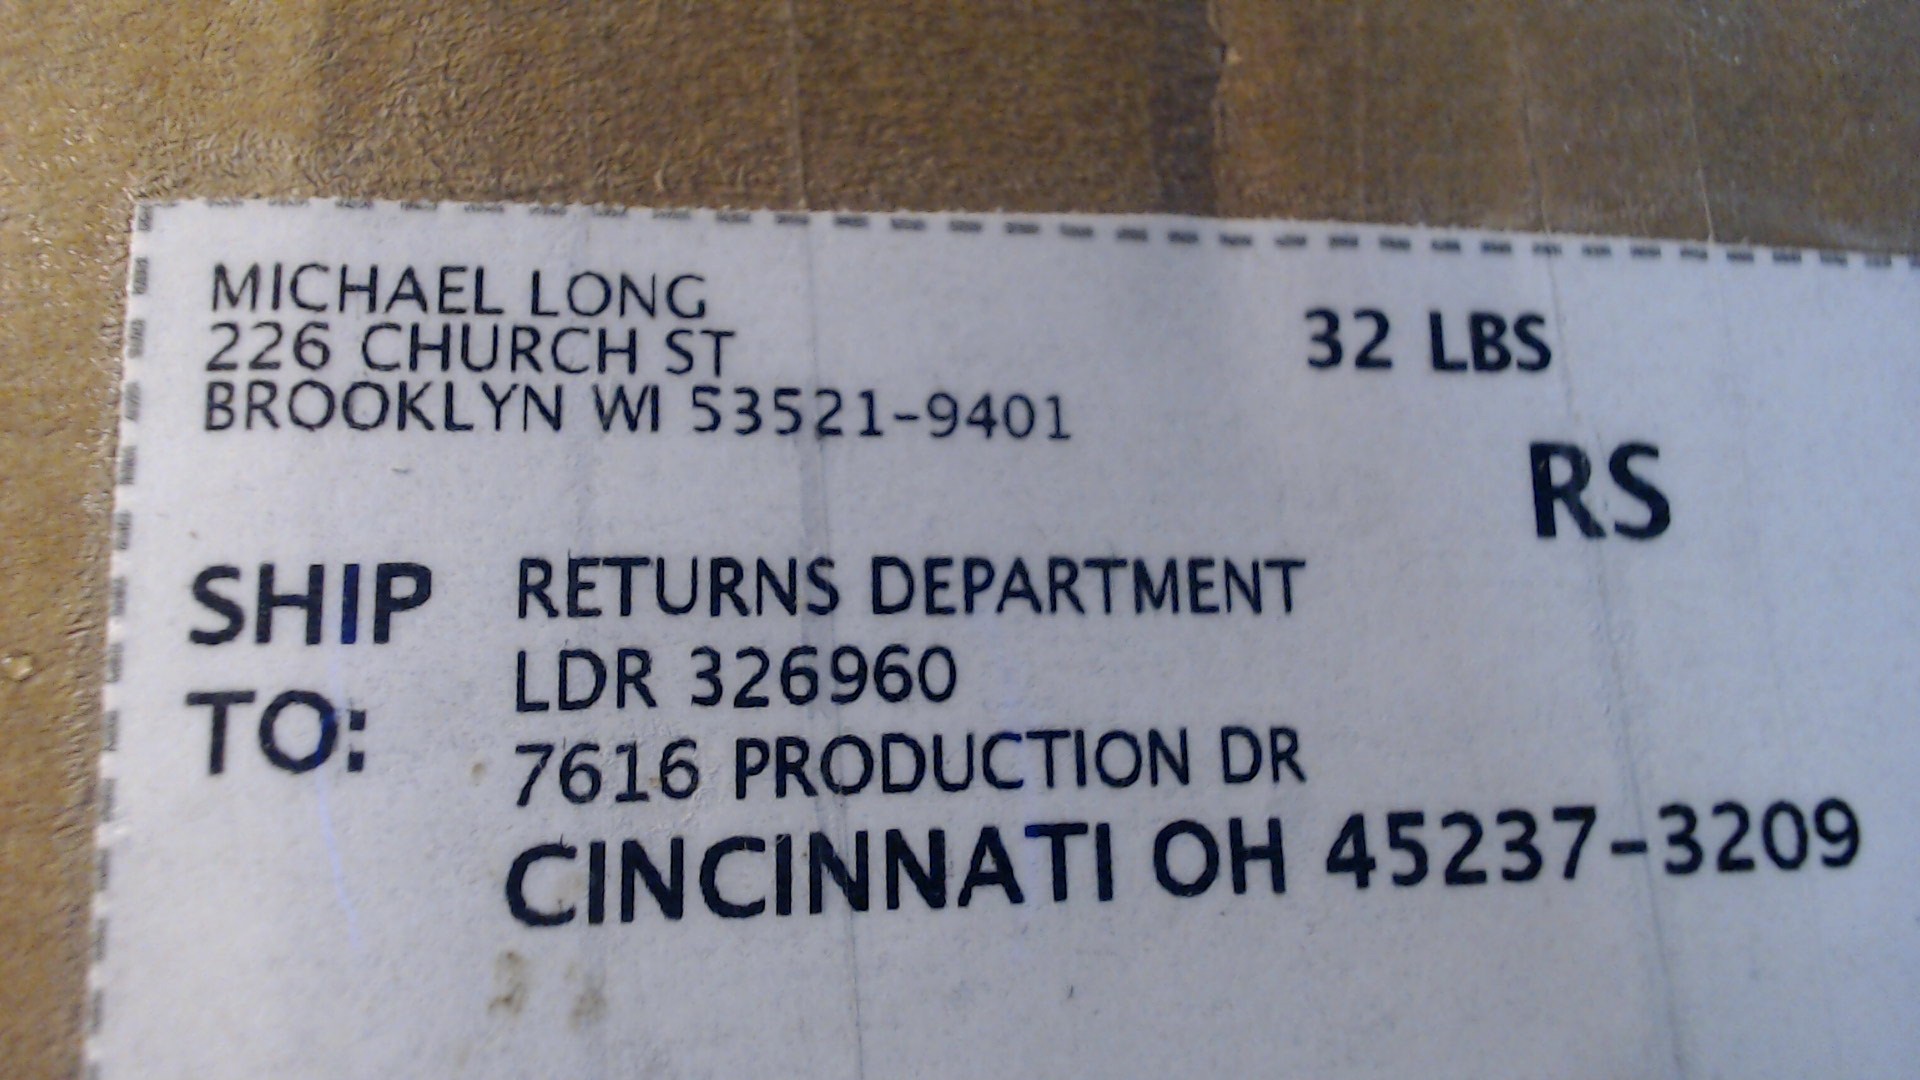 MICHAEL LONG
226 CHURCH ST
BROOKLYN WI 53521-9401
32 LBS
RS
SHIP
TO:
RETURNS DEPARTMENT
LDR 326960
7616 PRODUCTION DR
CINCINNATI OH 45237-3209